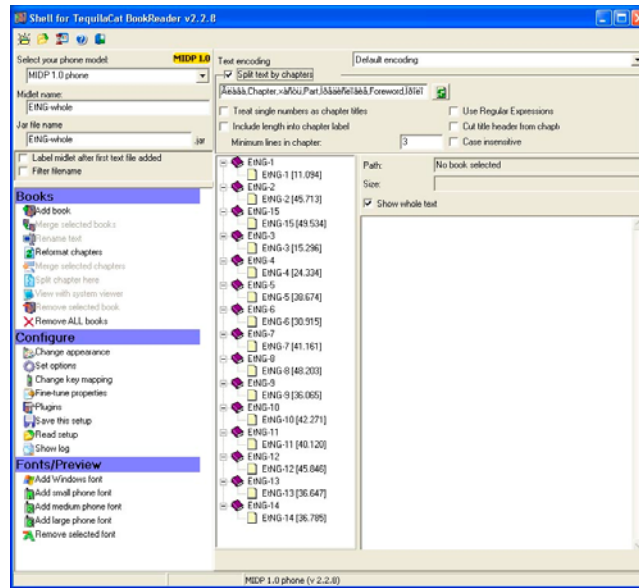 Shell for TequilaCat BookReader v2.2.8
Select your phone model: MIDP 1.0
MIDP 1.0 phone
Midlet name:
EtNG-whole
Jar file name
EtNG-whole .jar
Label midlet after first text file added
Filter filename
Books
Add book
Merge selected books
Rename text
Reformat chapters
Merge selected chapters
Split chapter here
View with system viewer
Remove selected book
Remove ALL books
Configure
Change appearance
Set options
Change key mapping
Fine-tune properties
Plugins
Save this setup
Read setup
Show log
Fonts/Preview
Add Windows font
Add small phone font
Add medium phone font
Add large phone font
Remove selected font
Text encoding Default encoding
Split text by chapters
Treat single numbers as chapter titles
Include length into chapter label
Minimum lines in chapter: 3
Use Regular Expressions
Cut title header from chapt
Case insensitive
EtNG-1
EtNG-1 [11.094]
EtNG-2
EtNG-2 [45.713]
EtNG-15
EtNG-15 [49.534]
EtNG-3
EtNG-3 [15.296]
EtNG-4
EtNG-4 [24.334]
EtNG-5
EtNG-5 [38.674]
EtNG-6
EtNG-6 [30.915]
EtNG-7
EtNG-7 [41.161]
EtNG-8
EtNG-8 [48.203]
EtNG-9
EtNG-9 [36.065]
EtNG-10
EtNG-10 [42.271]
EtNG-11
EtNG-11 [40.120]
EtNG-12
EtNG-12 [45.846]
EtNG-13
EtNG-13 [36.647]
EtNG-14
EtNG-14 [36.785]
Path: No book selected
Size:
Show whole text
MIDP 1.0 phone (v 2.2.8)